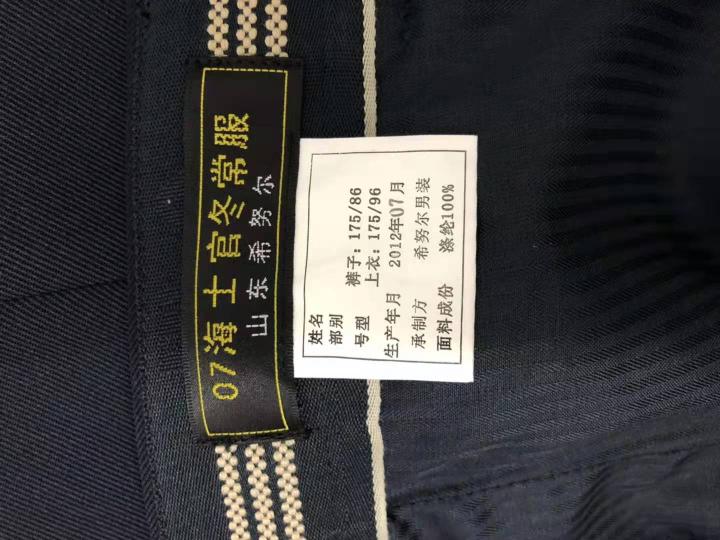 07海士官冬常服
山东希努尔
姓名
部别
号型 裤子：175/86
上衣：175/96
生产年月 2012年07月
承制方 希努尔男装
面料成份 涤纶100%